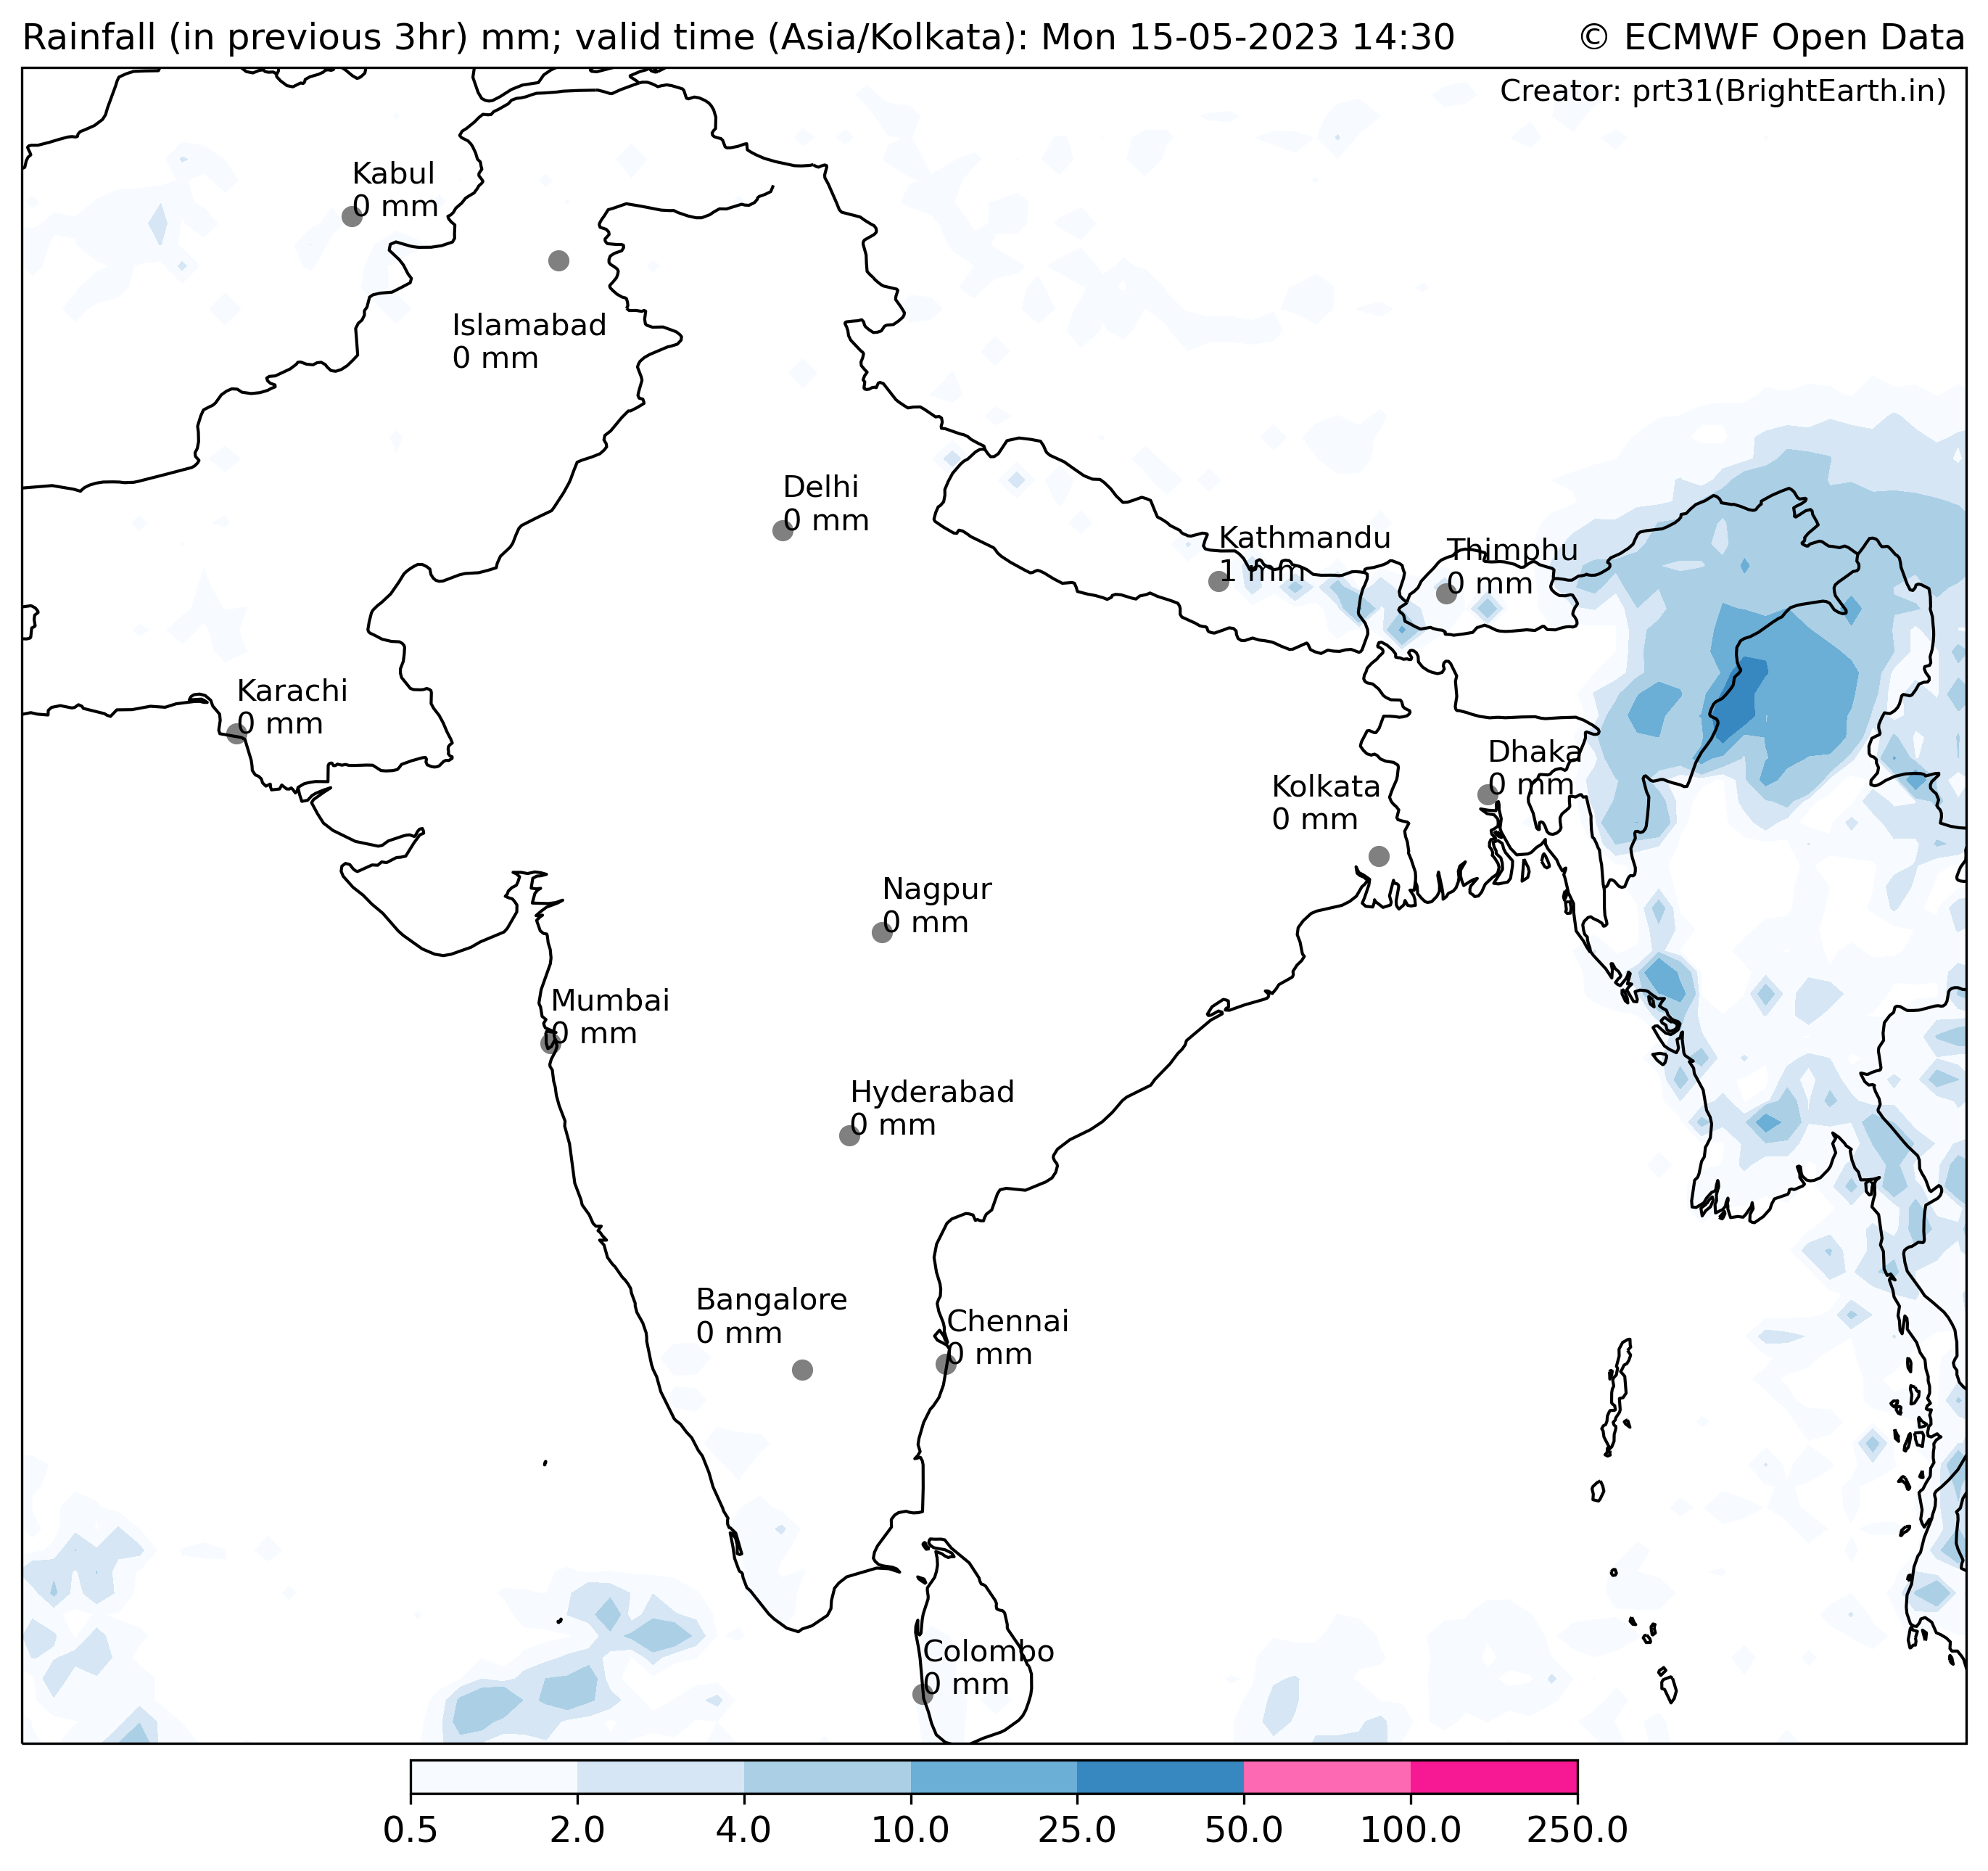 Rainfall (in previous 3hr) mm; valid time (Asia/Kolkata): Mon 15-05-2023 14:30
© ECMWF Open Data
Creator: prt31(BrightEarth.in)
Kabul
0 mm
Islamabad
0 mm
Delhi
0 mm
Kathmandu
1 mm
Thimphu
0 mm
Karachi
0 mm
Dhaka
0 mm
Kolkata
0 mm
Nagpur
0 mm
Mumbai
0 mm
Hyderabad
0 mm
Bangalore
0 mm
Chennai
0 mm
Colombo
0 mm
0.5 2.0 4.0 10.0 25.0 50.0 100.0 250.0